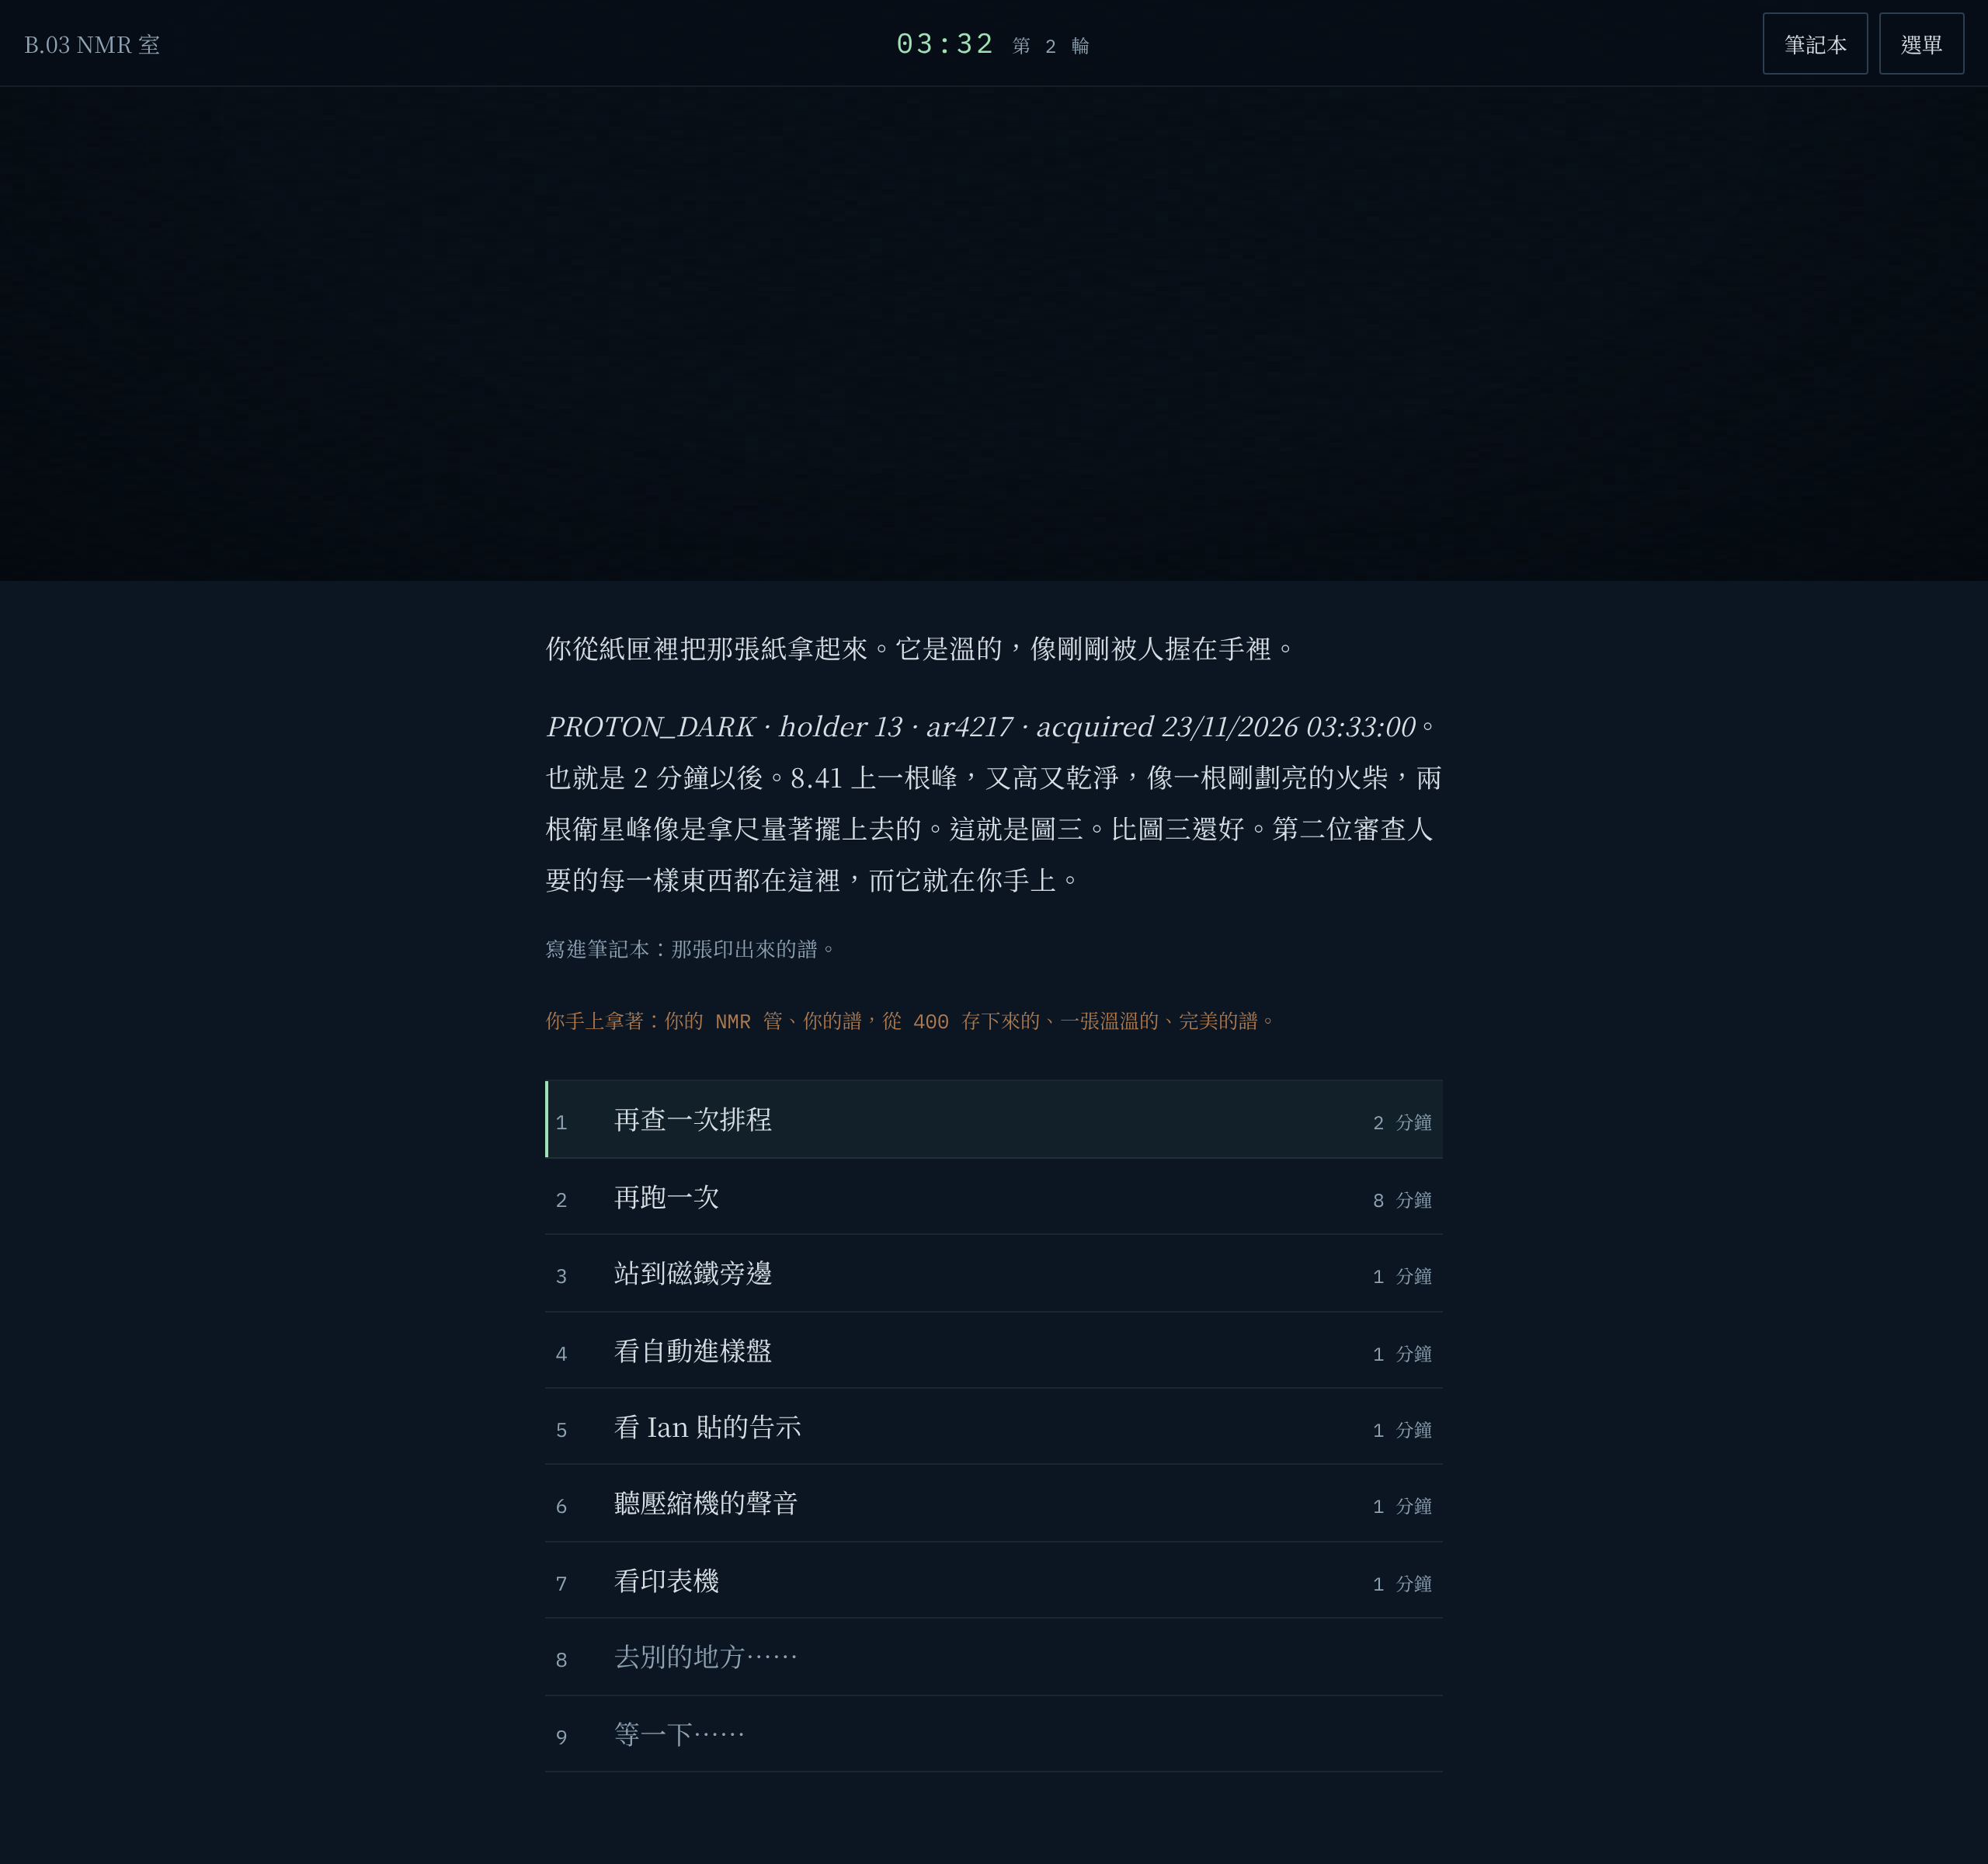 B.03 NMR 室
03:32 第 2 輪
筆記本
選單
你從紙匣裡把那張紙拿起來。它是溫的，像剛剛被人握在手裡。
PROTON_DARK · holder 13 · ar4217 · acquired 23/11/2026 03:33:00。
也就是 2 分鐘以後。8.41 上一根峰，又高又乾淨，像一根剛劃亮的火柴，兩
根衛星峰像是拿尺量著擺上去的。這就是圖三。比圖三還好。第二位審查人
要的每一樣東西都在這裡，而它就在你手上。
寫進筆記本：那張印出來的譜。
你手上拿著：你的 NMR 管、你的譜，從 400 存下來的、一張溫溫的、完美的譜。
1 再查一次排程 2 分鐘
2 再跑一次 8 分鐘
3 站到磁鐵旁邊 1 分鐘
4 看自動進樣盤 1 分鐘
5 看 Ian 貼的告示 1 分鐘
6 聽壓縮機的聲音 1 分鐘
7 看印表機 1 分鐘
8 去別的地方⋯⋯
9 等一下⋯⋯